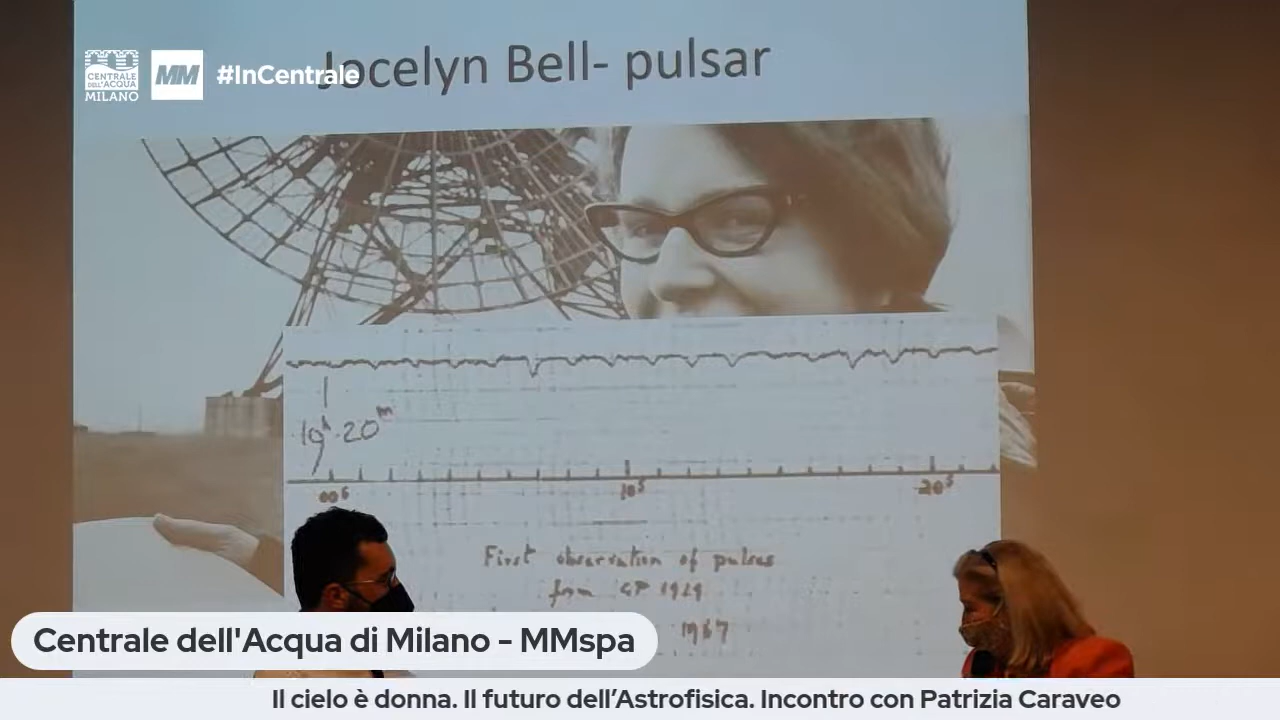 Jocelyn Bell- pulsar
CENTRALE
DELL'ACQUA
MILANO
MM
#InCentrale
19h 20m
00s
10s
20s
First observation of pulses
from CP 1919
1967
Centrale dell'Acqua di Milano - MMspa
Il cielo è donna. Il futuro dell’Astrofisica. Incontro con Patrizia Caraveo